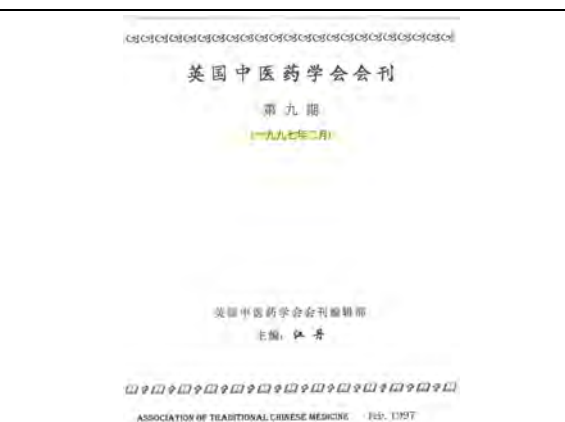 英国中医药学会会刊
第九期
(一九九七年二月)
英国中医药学会会刊编辑部
主编：江丹
ASSOCIATION OF TRADITIONAL CHINESE MEDICINE Feb. 1997